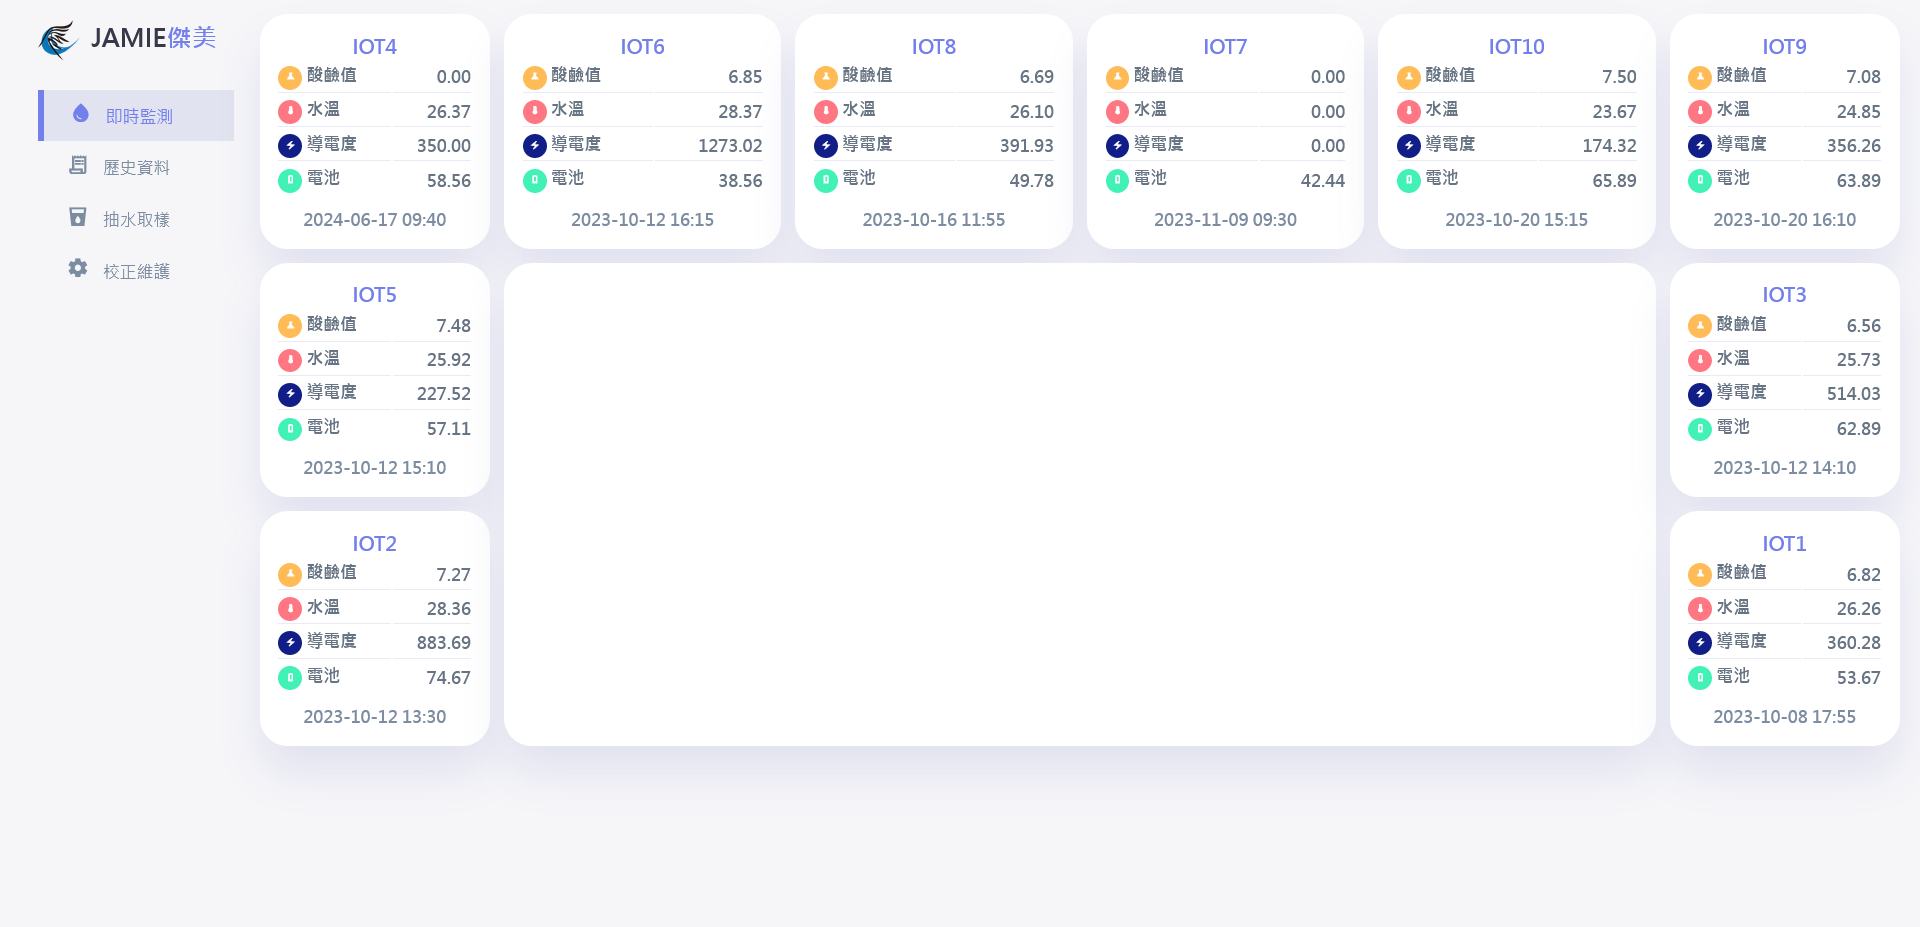 JAMIE傑美
即時監測
歷史資料
抽水取樣
校正維護
IOT4
酸鹼值 0.00
水溫 26.37
導電度 350.00
電池 58.56
2024-06-17 09:40
IOT6
酸鹼值 6.85
水溫 28.37
導電度 1273.02
電池 38.56
2023-10-12 16:15
IOT8
酸鹼值 6.69
水溫 26.10
導電度 391.93
電池 49.78
2023-10-16 11:55
IOT7
酸鹼值 0.00
水溫 0.00
導電度 0.00
電池 42.44
2023-11-09 09:30
IOT10
酸鹼值 7.50
水溫 23.67
導電度 174.32
電池 65.89
2023-10-20 15:15
IOT9
酸鹼值 7.08
水溫 24.85
導電度 356.26
電池 63.89
2023-10-20 16:10
IOT5
酸鹼值 7.48
水溫 25.92
導電度 227.52
電池 57.11
2023-10-12 15:10
IOT3
酸鹼值 6.56
水溫 25.73
導電度 514.03
電池 62.89
2023-10-12 14:10
IOT2
酸鹼值 7.27
水溫 28.36
導電度 883.69
電池 74.67
2023-10-12 13:30
IOT1
酸鹼值 6.82
水溫 26.26
導電度 360.28
電池 53.67
2023-10-08 17:55